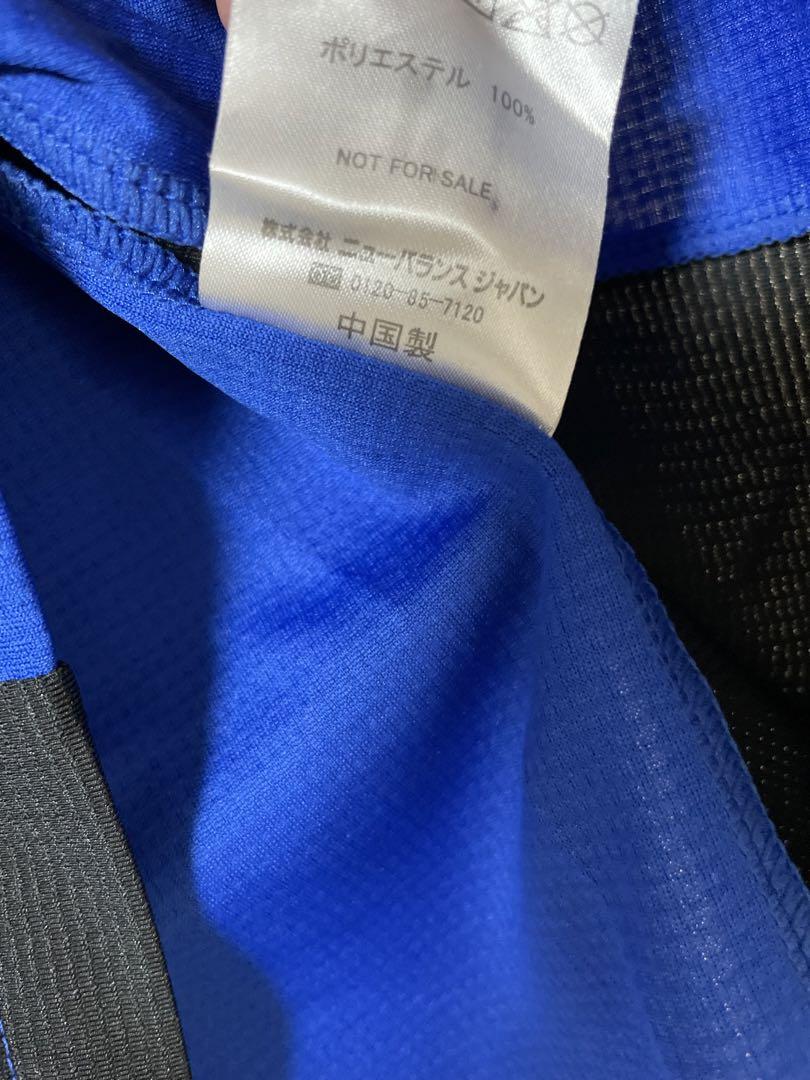 ポリエステル 100%
NOT FOR SALE
株式会社 ニューバランス ジャパン
0120-85-7120
中国製